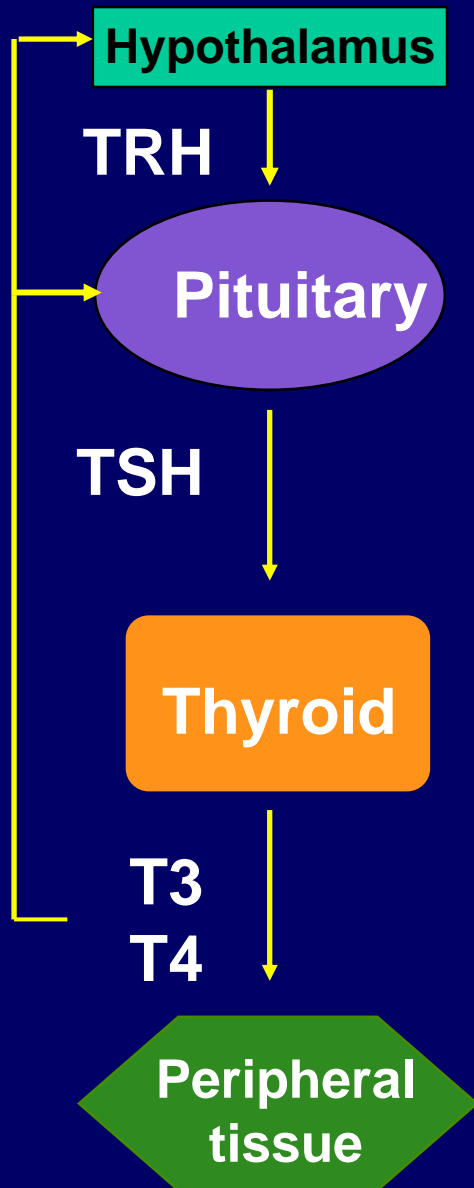 Hypothalamus
TRH
Pituitary
TSH
Thyroid
T3
T4
Peripheral
tissue